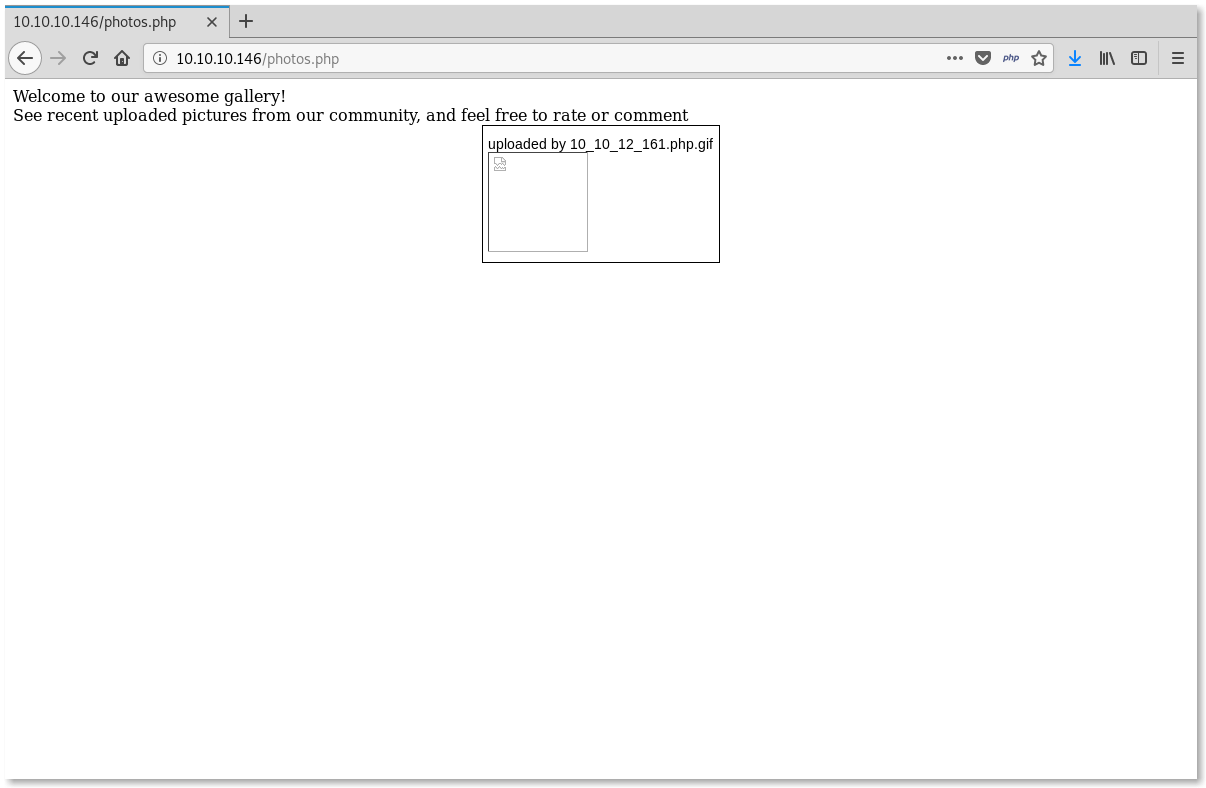 10.10.10.146/photos.php
10.10.10.146/photos.php
php
Welcome to our awesome gallery!
See recent uploaded pictures from our community, and feel free to rate or comment
uploaded by 10_10_12_161.php.gif